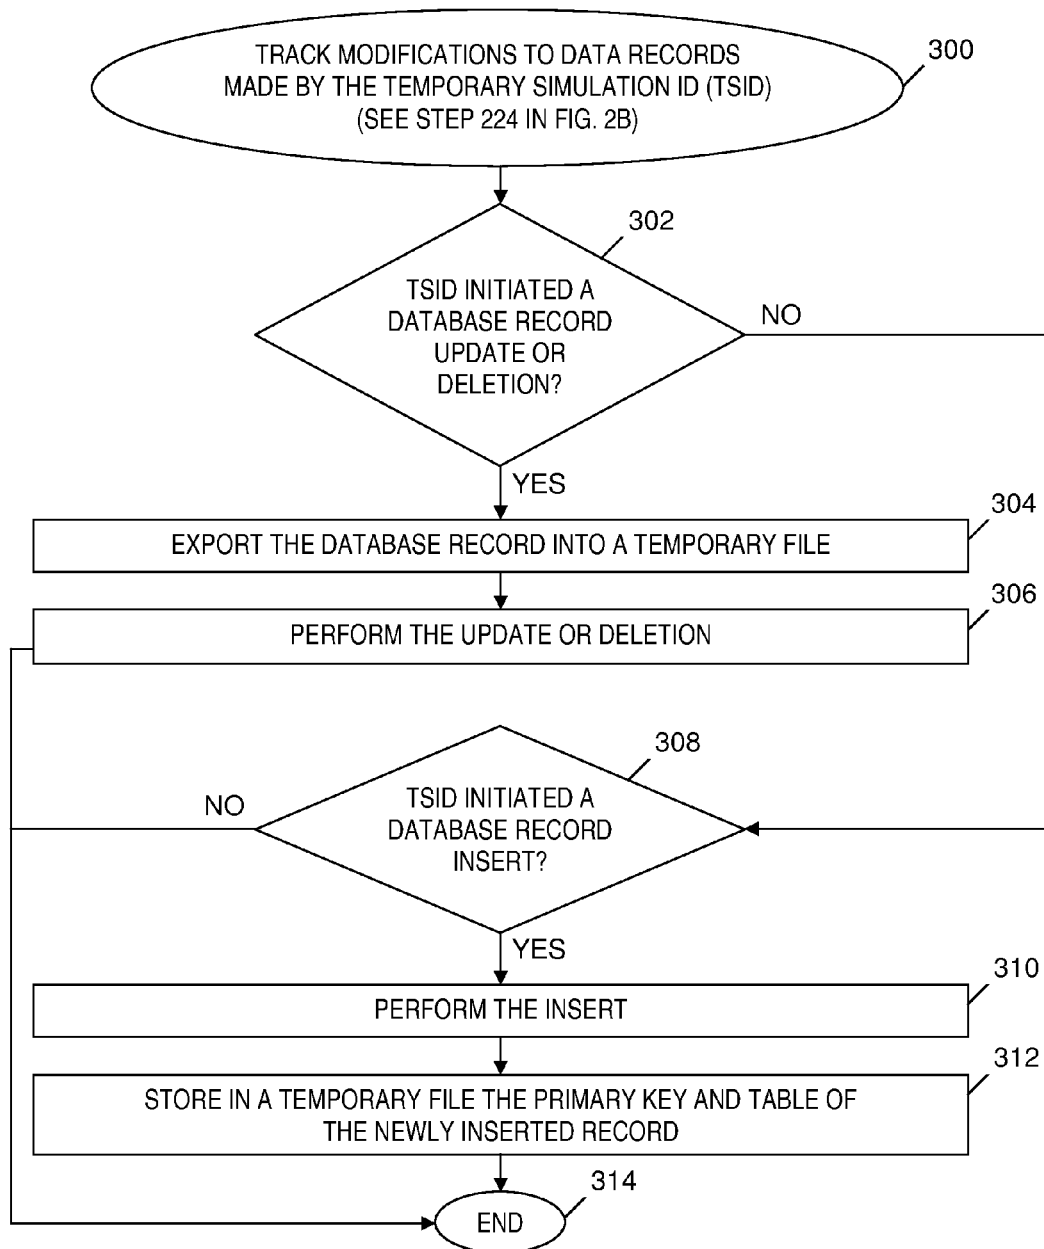 TRACK MODIFICATIONS TO DATA RECORDS
MADE BY THE TEMPORARY SIMULATION ID (TSID)
(SEE STEP 224 IN FIG. 2B)
300
302
TSID INITIATED A
DATABASE RECORD
UPDATE OR
DELETION?
NO
YES
304
EXPORT THE DATABASE RECORD INTO A TEMPORARY FILE
306
PERFORM THE UPDATE OR DELETION
308
TSID INITIATED A
DATABASE RECORD
INSERT?
NO
YES
310
PERFORM THE INSERT
312
STORE IN A TEMPORARY FILE THE PRIMARY KEY AND TABLE OF
THE NEWLY INSERTED RECORD
314
END